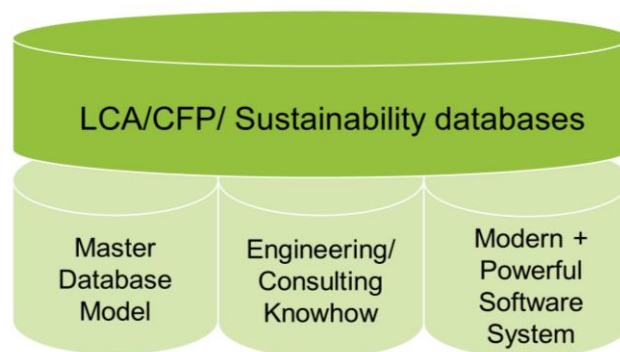 LCA/CFP/ Sustainability databases
Master
Database
Model
Engineering/
Consulting
Knowhow
Modern +
Powerful
Software
System